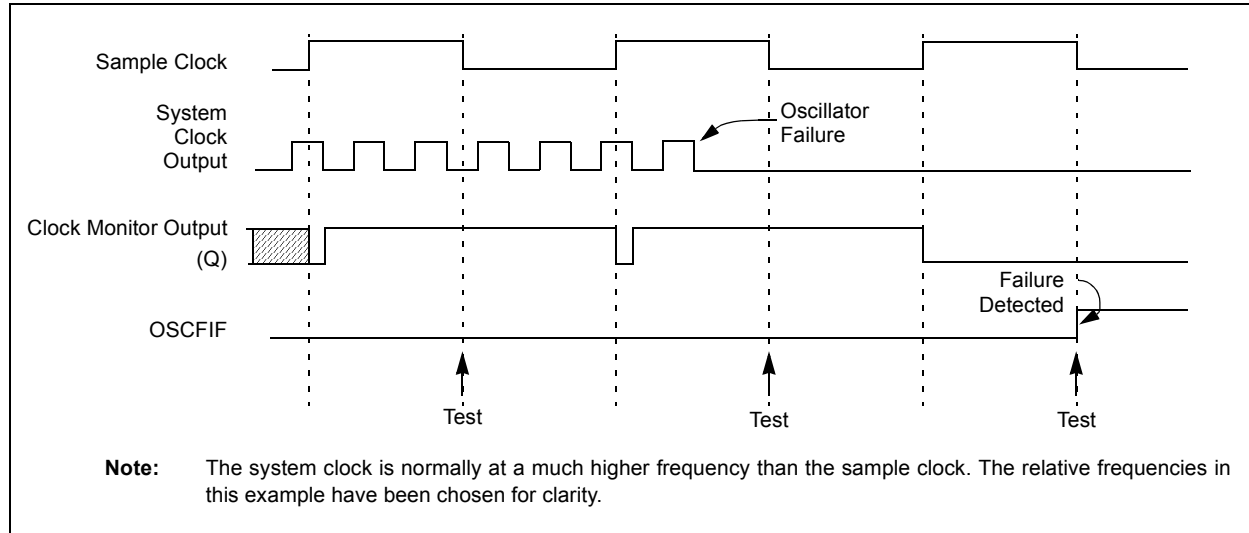 Sample Clock
System
Clock
Output
Oscillator
Failure
Clock Monitor Output
(Q)
Failure
Detected
OSCFIF
Test
Test
Test
Note: The system clock is normally at a much higher frequency than the sample clock. The relative frequencies in
this example have been chosen for clarity.